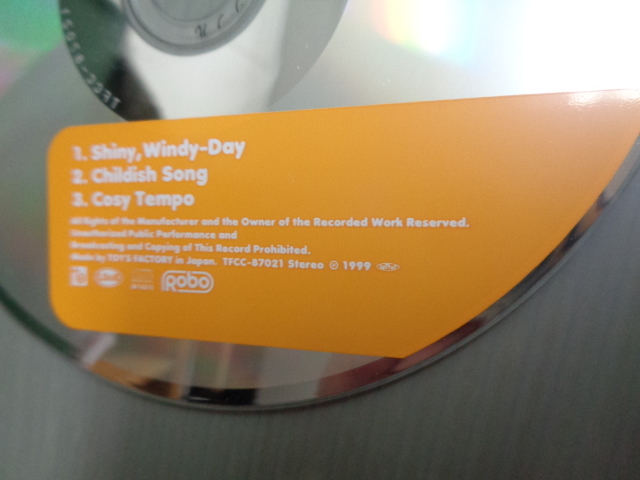 1. Shiny, Windy-Day
2. Childish Song
3. Cosy Tempo
All Rights of the Manufacturer and the Owner of the Recorded Work Reserved.
Unauthorized Public Performance and
Broadcasting and Copying of This Record Prohibited.
Made by TOY'S FACTORY in Japan. TFCC-87021 Stereo ℗ 1999
Robo